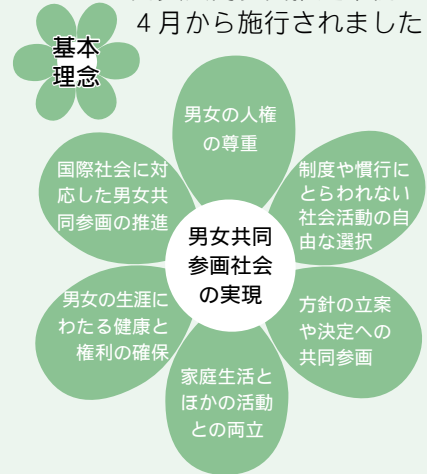 4月から施行されました
基本
理念
男女の人権
の尊重
制度や慣行に
とらわれない
社会活動の自
由な選択
方針の立案
や決定への
共同参画
家庭生活と
ほかの活動
との両立
男女の生涯に
わたる健康と
権利の確保
国際社会に対
応した男女共
同参画の推進
男女共同
参画社会
の実現